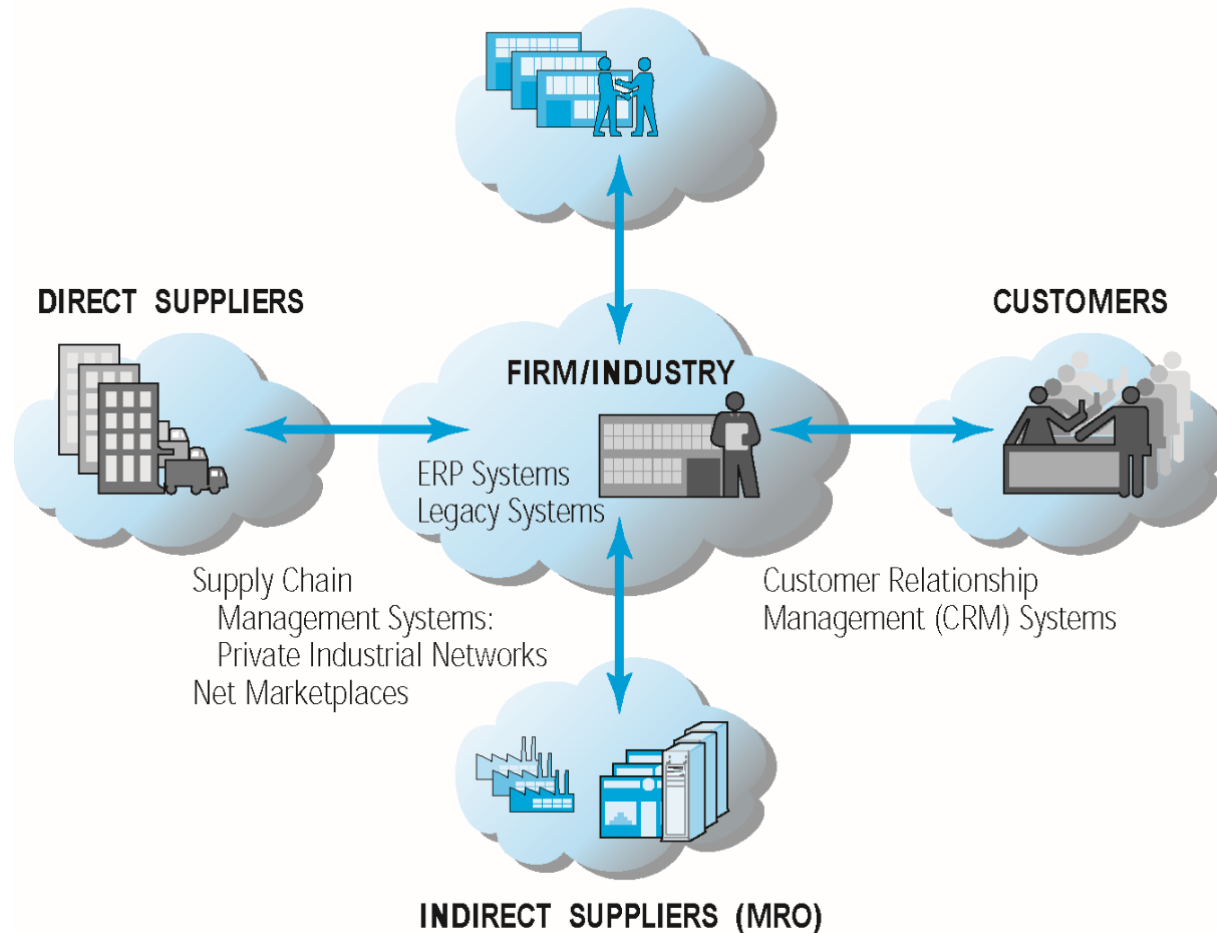 DIRECT SUPPLIERS
CUSTOMERS
FIRM/INDUSTRY
ERP Systems
Legacy Systems
Supply Chain
Management Systems:
Private Industrial Networks
Net Marketplaces
Customer Relationship
Management (CRM) Systems
INDIRECT SUPPLIERS (MRO)